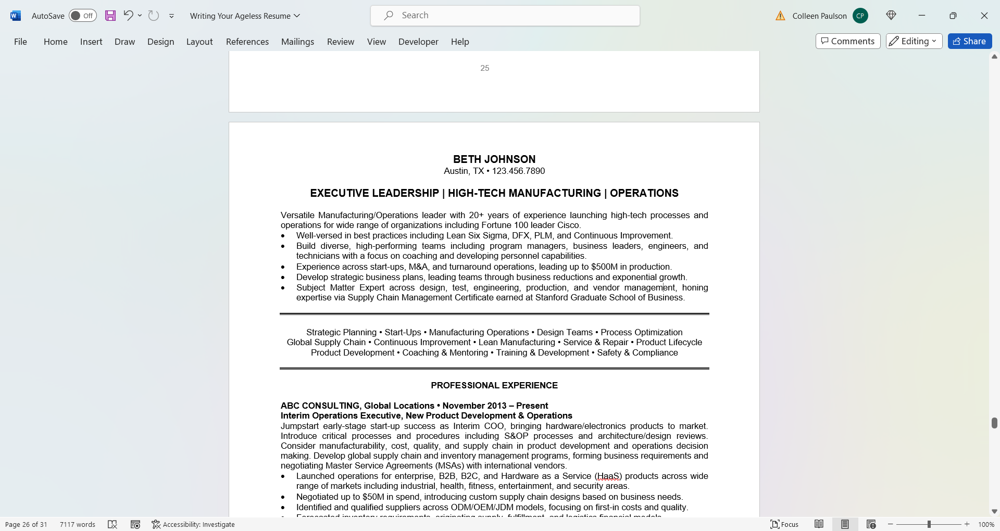 AutoSave Off Writing Your Ageless Resume Search Colleen Paulson CP
File Home Insert Draw Design Layout References Mailings Review View Developer Help Comments Editing Share
25
BETH JOHNSON
Austin, TX • 123.456.7890
EXECUTIVE LEADERSHIP | HIGH-TECH MANUFACTURING | OPERATIONS
Versatile Manufacturing/Operations leader with 20+ years of experience launching high-tech processes and
operations for wide range of organizations including Fortune 100 leader Cisco.
• Well-versed in best practices including Lean Six Sigma, DFX, PLM, and Continuous Improvement.
• Build diverse, high-performing teams including program managers, business leaders, engineers, and
technicians with a focus on coaching and developing personnel capabilities.
• Experience across start-ups, M&A, and turnaround operations, leading up to $500M in production.
• Develop strategic business plans, leading teams through business reductions and exponential growth.
• Subject Matter Expert across design, test, engineering, production, and vendor management, honing
expertise via Supply Chain Management Certificate earned at Stanford Graduate School of Business.
Strategic Planning • Start-Ups • Manufacturing Operations • Design Teams • Process Optimization
Global Supply Chain • Continuous Improvement • Lean Manufacturing • Service & Repair • Product Lifecycle
Product Development • Coaching & Mentoring • Training & Development • Safety & Compliance
PROFESSIONAL EXPERIENCE
ABC CONSULTING, Global Locations • November 2013 – Present
Interim Operations Executive, New Product Development & Operations
Jumpstart early-stage start-up success as Interim COO, bringing hardware/electronics products to market.
Introduce critical processes and procedures including S&OP processes and architecture/design reviews.
Consider manufacturability, cost, quality, and supply chain in product development and operations decision
making. Develop global supply chain and inventory management programs, forming business requirements and
negotiating Master Service Agreements (MSAs) with international vendors.
• Launched operations for enterprise, B2B, B2C, and Hardware as a Service (HaaS) products across wide
range of markets including industrial, health, fitness, entertainment, and security areas.
• Negotiated up to $50M in spend, introducing custom supply chain designs based on business needs.
• Identified and qualified suppliers across ODM/OEM/JDM models, focusing on first-in costs and quality.
• Forecasted inventory requirements, originating supply, fulfillment, and logistics financial models.
Page 26 of 31 7117 words Accessibility: Investigate Focus 100%